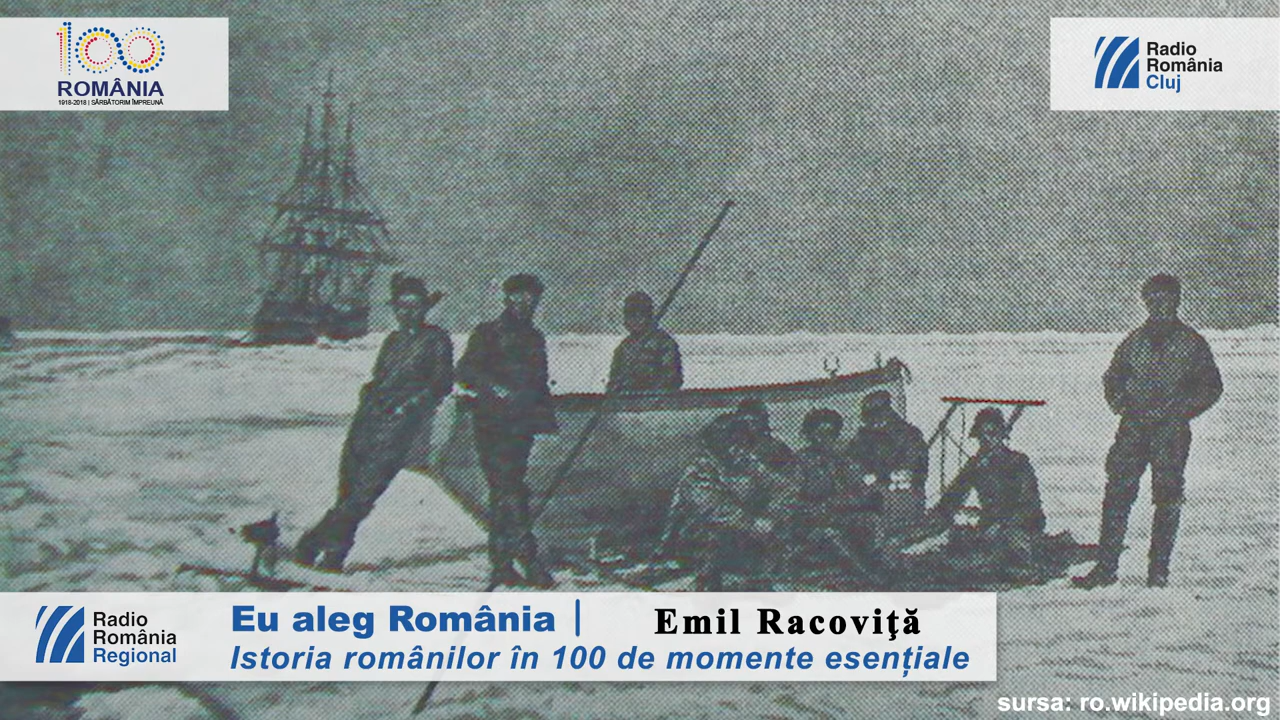 100
ROMÂNIA
1918-2018 | SĂRBĂTORIM ÎMPREUNĂ
Radio
România
Cluj
Radio
România
Regional
Eu aleg România | Emil Racoviţă
Istoria românilor în 100 de momente esențiale
sursa: ro.wikipedia.org